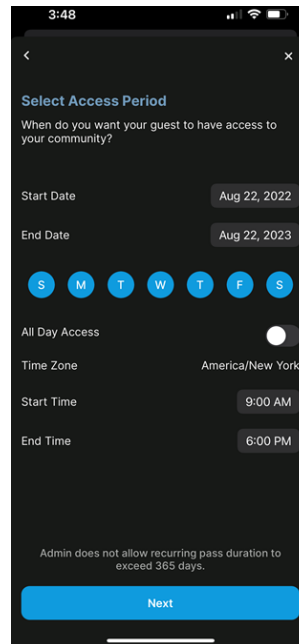 3:48
Select Access Period
When do you want your guest to have access to
your community?
Start Date
Aug 22, 2022
End Date
Aug 22, 2023
S M T W T F S
All Day Access
Time Zone
America/New York
Start Time
9:00 AM
End Time
6:00 PM
Admin does not allow recurring pass duration to
exceed 365 days.
Next